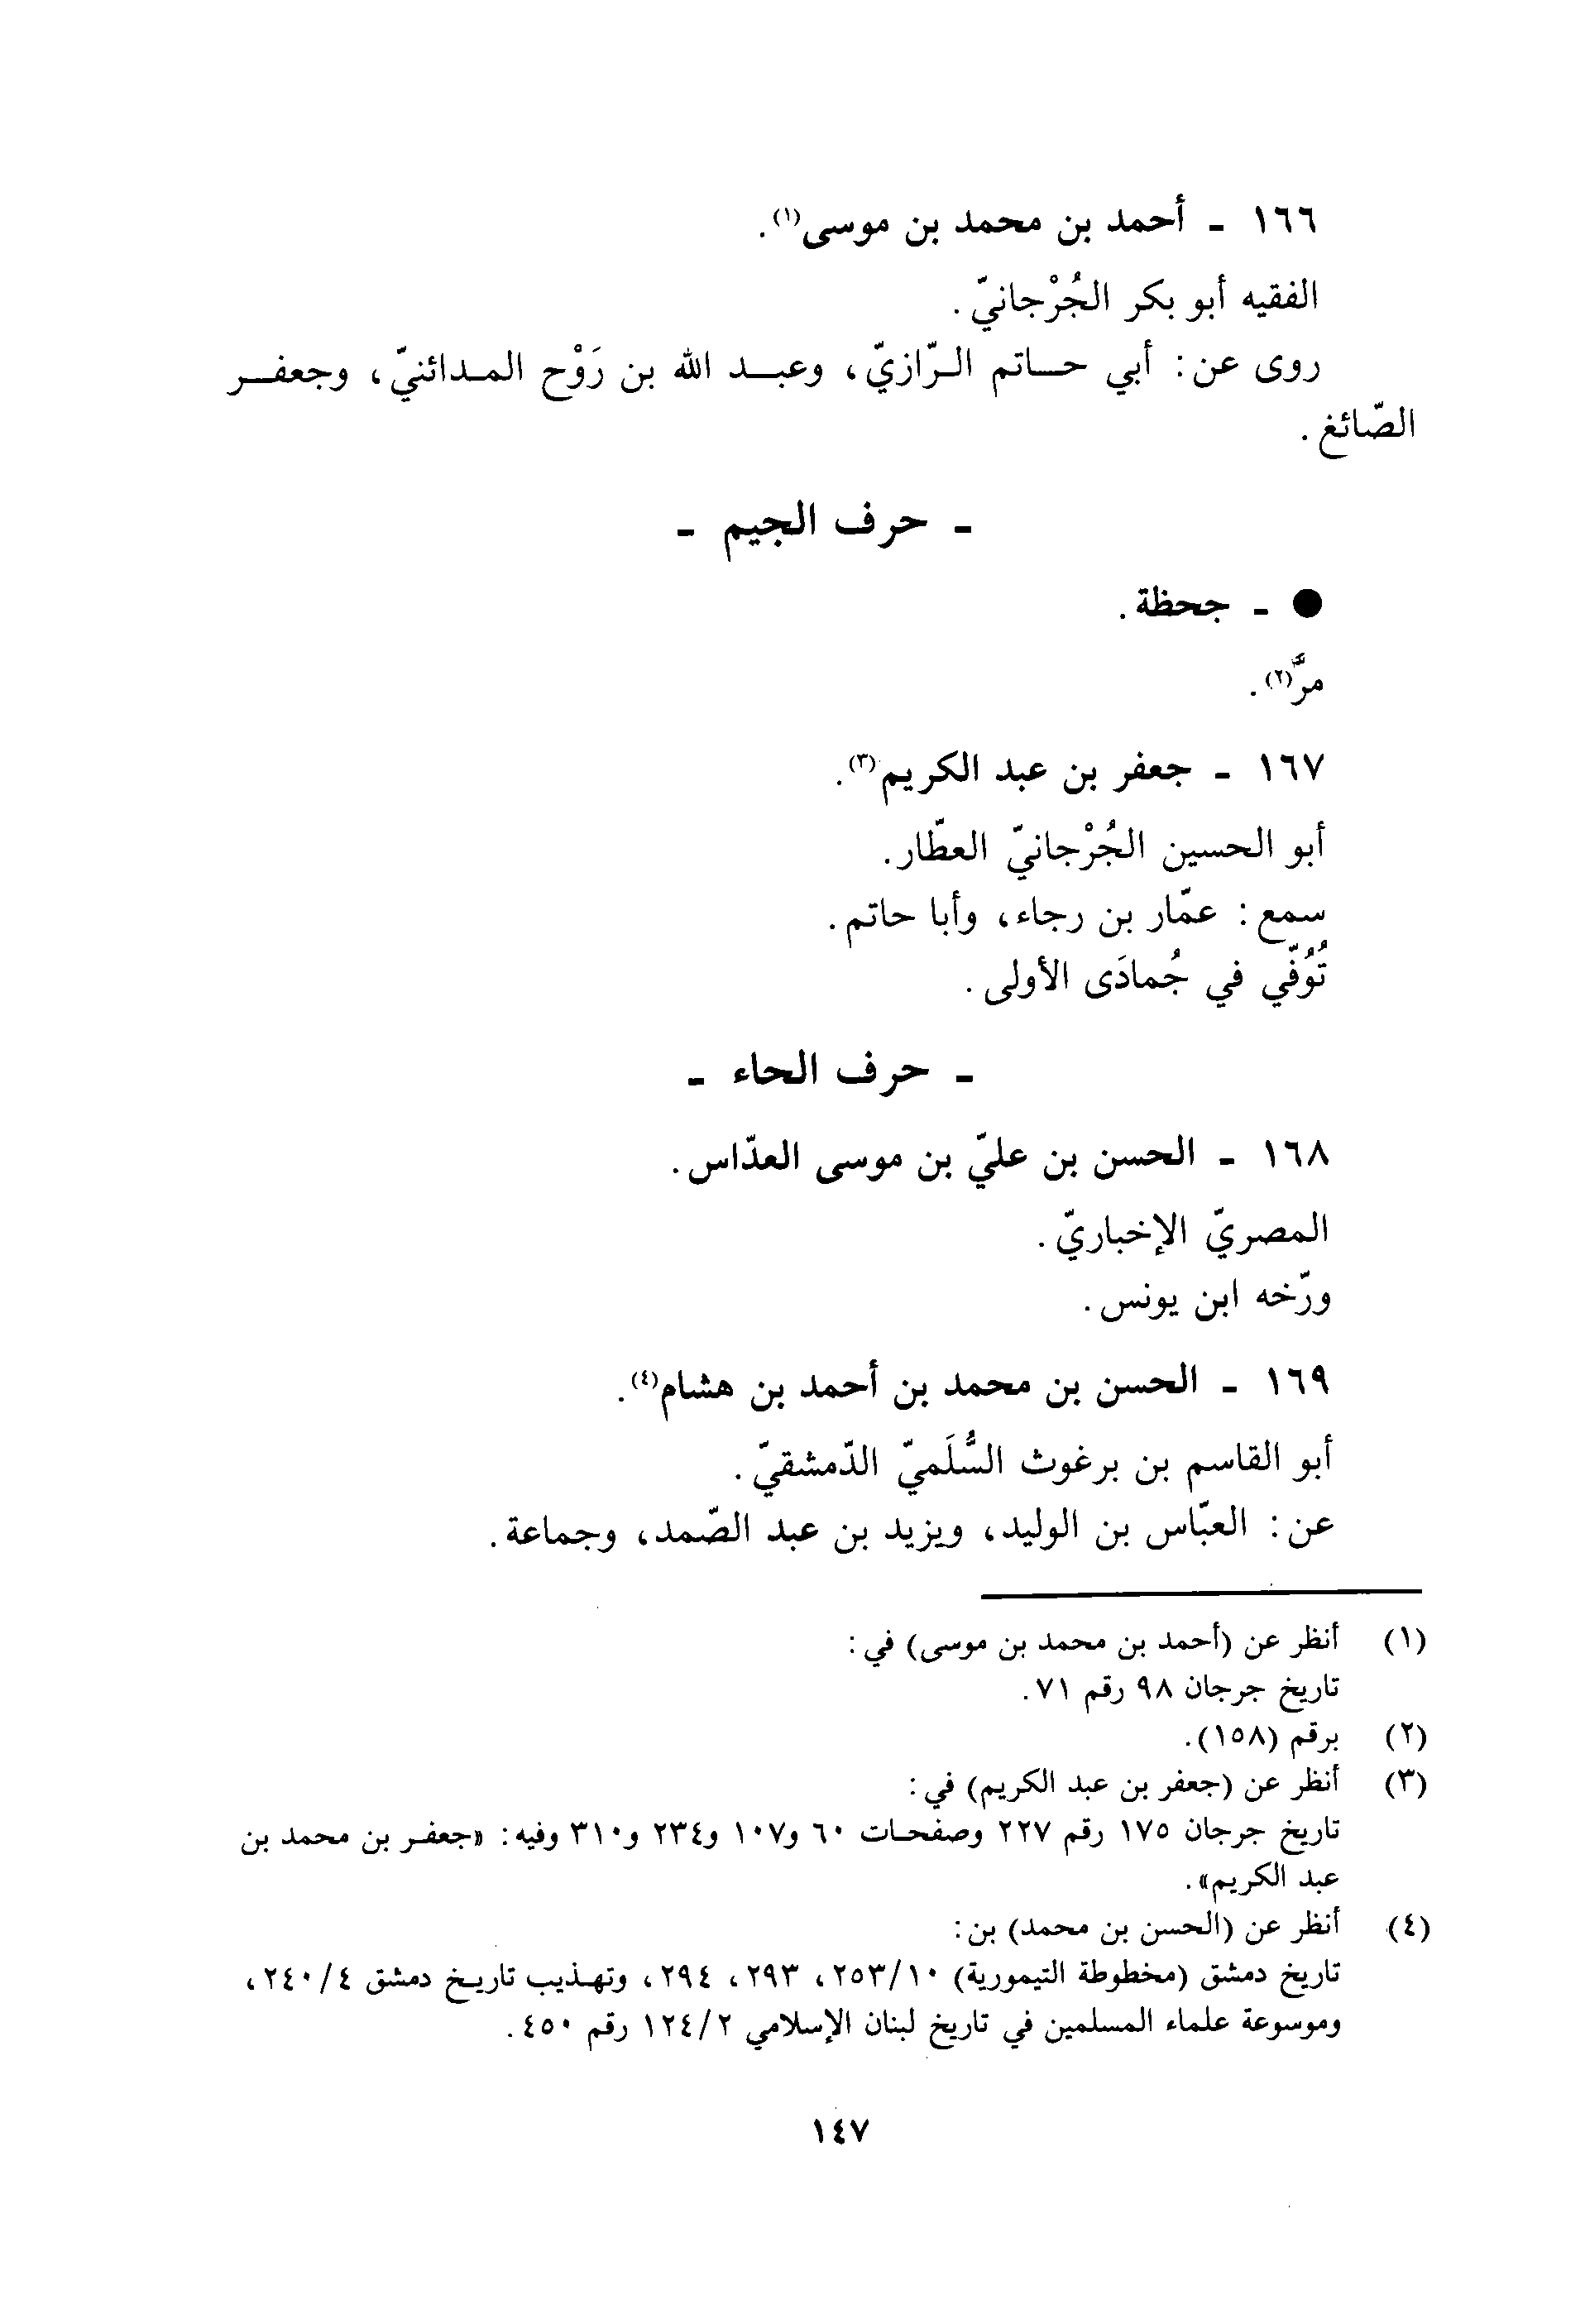 ١٦٦ - أحمد بن محمد بن موسى(١).
الفقيه أبو بكر الجُرْجانيّ.
روى عن: أبي حاتم الرّازيّ، وعبد الله بن رَوْح المدائنيّ، وجعفر
الصّائغ.
- حرف الجيم -
● - جحظة.
مرَّ(٢).
١٦٧ - جعفر بن عبد الكريم(٣).
أبو الحسين الجُرْجانيّ العطّار.
سمع: عمّار بن رجاء، وأبا حاتم.
تُوُفّي في جُمادَى الأولى.
- حرف الحاء -
١٦٨ - الحسن بن عليّ بن موسى العدّاس.
المصريّ الإخباريّ.
ورّخه ابن يونس.
١٦٩ - الحسن بن محمد بن أحمد بن هشام(٤).
أبو القاسم بن برغوث السُّلَميّ الدّمشقيّ.
عن: العبّاس بن الوليد، ويزيد بن عبد الصّمد، وجماعة.
(١) أنظر عن (أحمد بن محمد بن موسى) في:
تاريخ جرجان ٩٨ رقم ٧١.
(٢) برقم (١٥٨).
(٣) أنظر عن (جعفر بن عبد الكريم) في:
تاريخ جرجان ١٧٥ رقم ٢٢٧ وصفحات ٦٠ و١٠٧ و٢٣٤ و٣١٠ وفيه: «جعفر بن محمد بن
عبد الكريم».
(٤) أنظر عن (الحسن بن محمد) بن:
تاريخ دمشق (مخطوطة التيمورية) ٢٥٣/١٠، ٢٩٣، ٢٩٤، وتهذيب تاريخ دمشق ٢٤٠/٤،
وموسوعة علماء المسلمين في تاريخ لبنان الإسلامي ١٢٤/٢ رقم ٤٥٠.
١٤٧